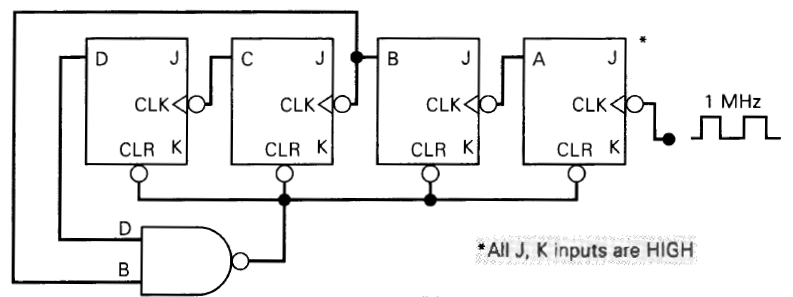 D J C J B J A J *
CLK CLK CLK CLK 1 MHz
CLR K CLR K CLR K CLR K
D
B
*All J, K inputs are HIGH